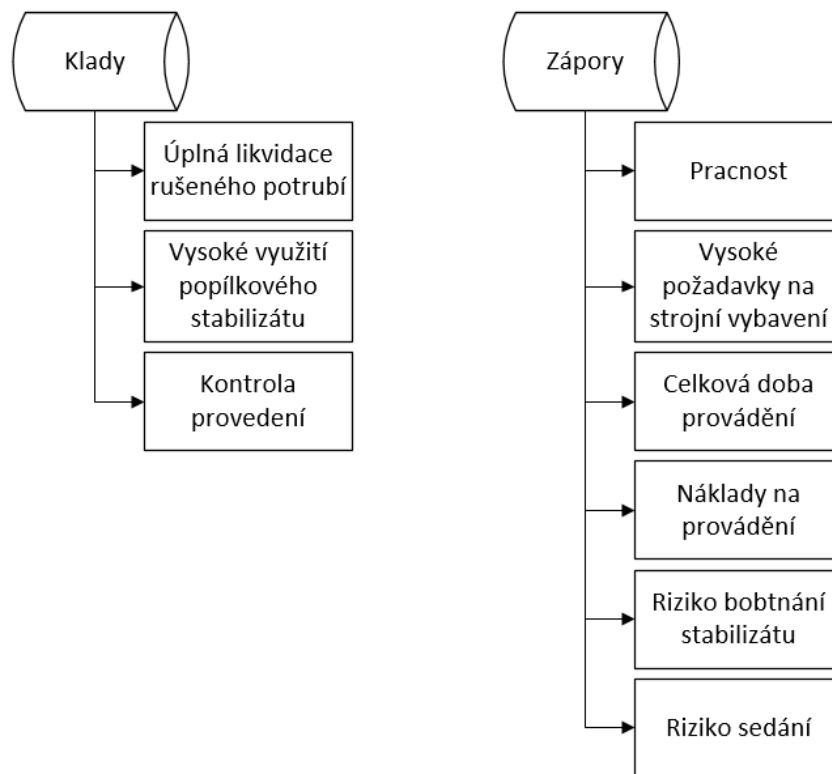 Klady
Úplná likvidace
rušeného potrubí
Vysoké využití
popílkového
stabilizátu
Kontrola
provedení
Zápory
Pracnost
Vysoké
požadavky na
strojní vybavení
Celková doba
provádění
Náklady na
provádění
Riziko bobtnání
stabilizátu
Riziko sedání